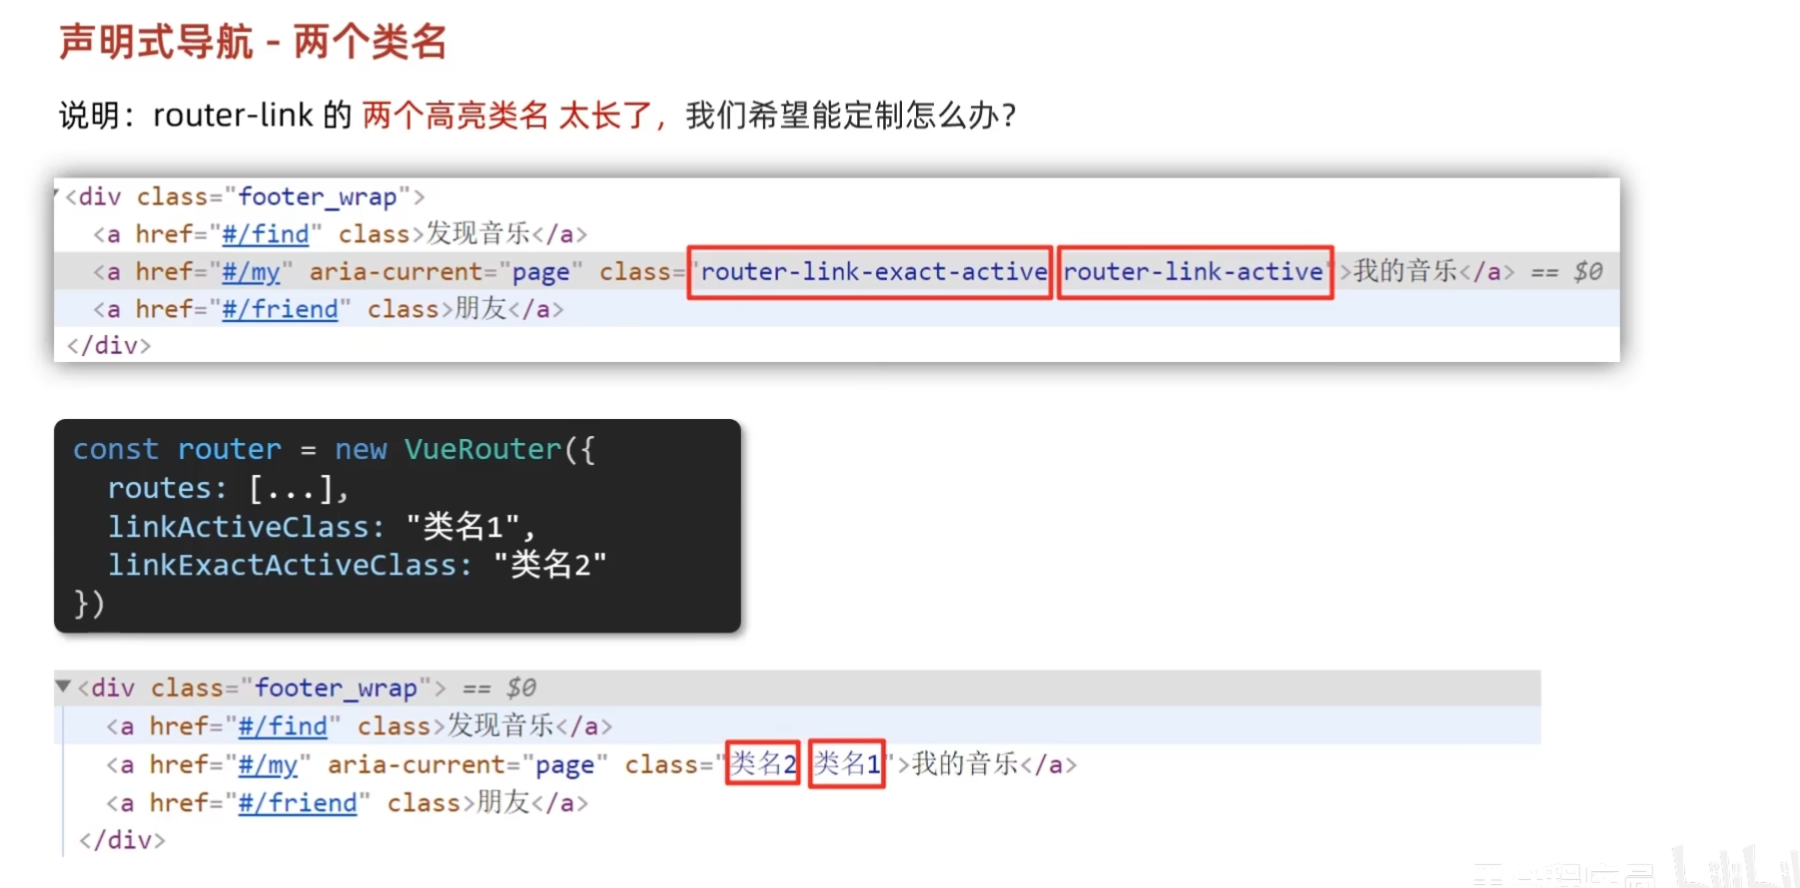 声明式导航 - 两个类名
说明：router-link 的 两个高亮类名 太长了，我们希望能定制怎么办？
<div class="footer_wrap">
<a href="#/find" class>发现音乐</a>
<a href="#/my" aria-current="page" class="router-link-exact-active router-link-active">我的音乐</a> == $0
<a href="#/friend" class>朋友</a>
</div>
const router = new VueRouter({
routes: [...],
linkActiveClass: "类名1",
linkExactActiveClass: "类名2"
})
<div class="footer_wrap"> == $0
<a href="#/find" class>发现音乐</a>
<a href="#/my" aria-current="page" class="类名2 类名1">我的音乐</a>
<a href="#/friend" class>朋友</a>
</div>